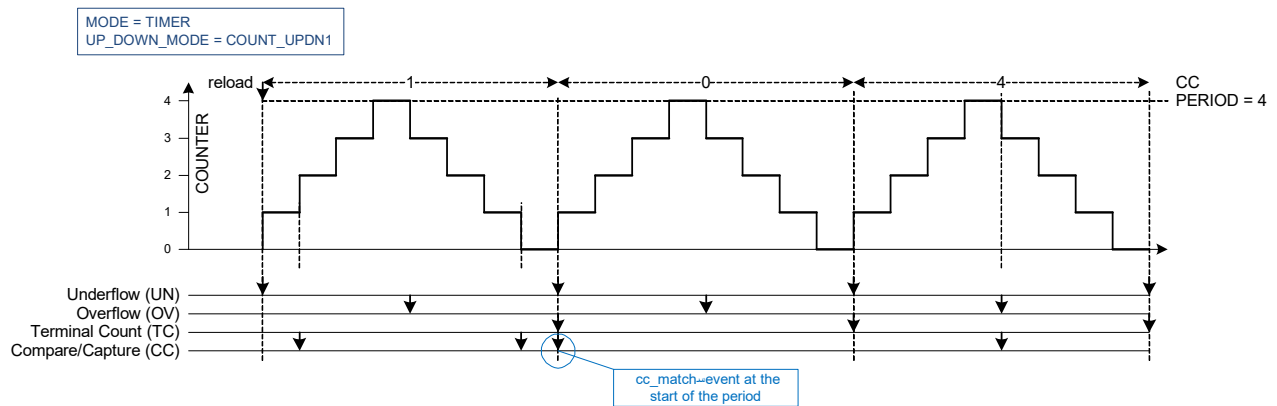 MODE = TIMER
UP_DOWN_MODE = COUNT_UPDN1
reload 1 0 4 CC
PERIOD = 4
COUNTER
4
3
2
1
0
Underflow (UN)
Overflow (OV)
Terminal Count (TC)
Compare/Capture (CC)
cc_match-event at the
start of the period